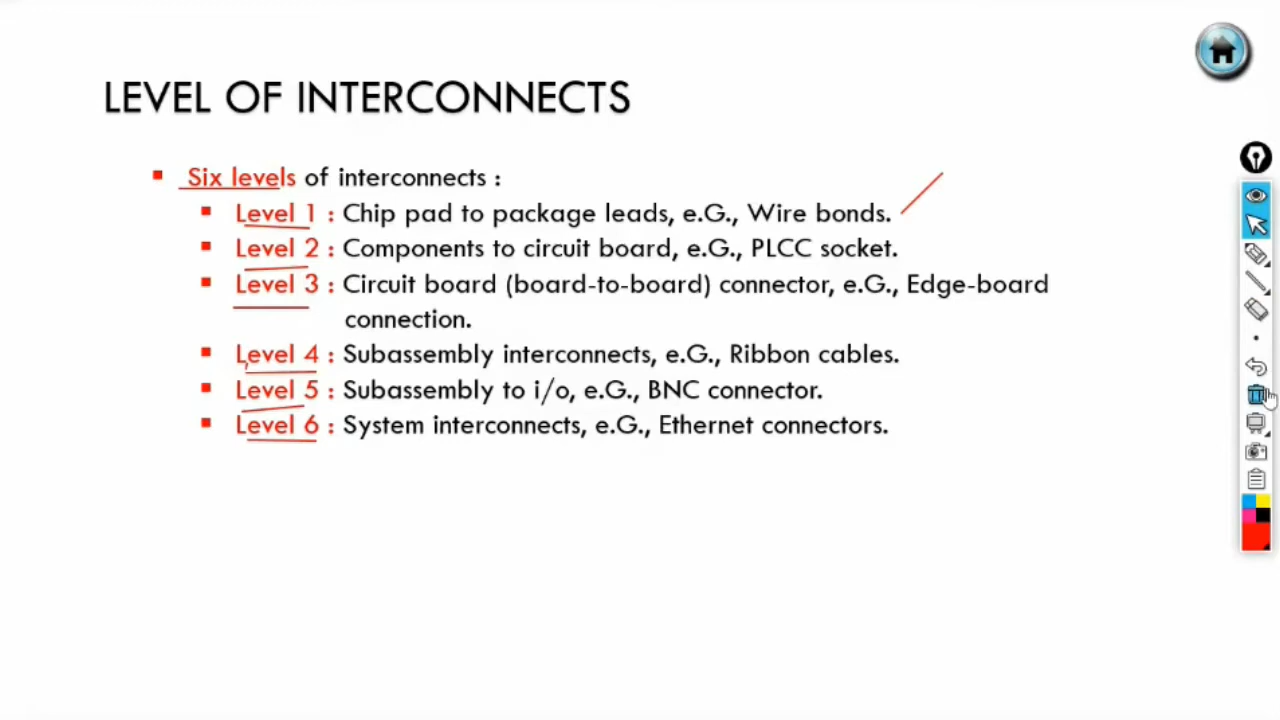 LEVEL OF INTERCONNECTS
Six levels of interconnects :
Level 1 : Chip pad to package leads, e.G., Wire bonds.
Level 2 : Components to circuit board, e.G., PLCC socket.
Level 3 : Circuit board (board-to-board) connector, e.G., Edge-board
connection.
Level 4 : Subassembly interconnects, e.G., Ribbon cables.
Level 5 : Subassembly to i/o, e.G., BNC connector.
Level 6 : System interconnects, e.G., Ethernet connectors.